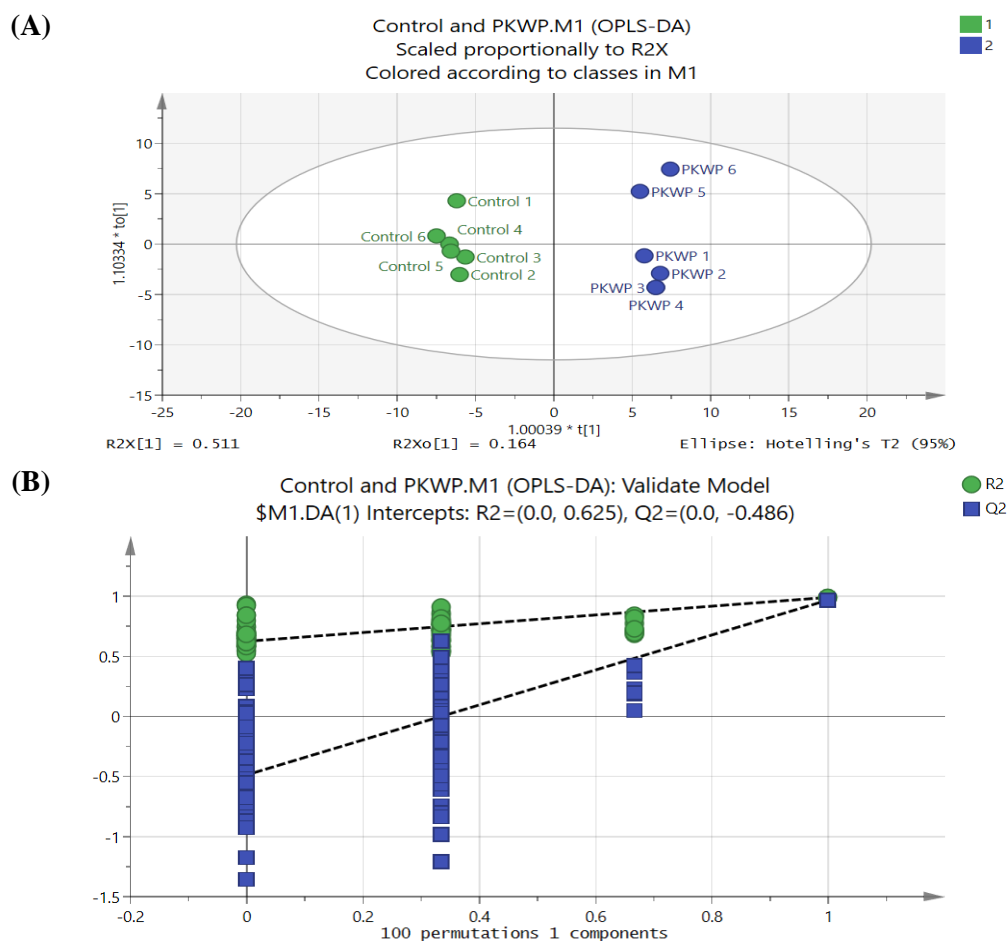 (A)
Control and PKWP.M1 (OPLS-DA)
Scaled proportionally to R2X
Colored according to classes in M1
1
2
1.10334 * to[1]
10
5
0
-5
-10
-15
PKWP 6
PKWP 5
Control 1
Control 4
Control 6
Control 3
Control 5
Control 2
PKWP 1
PKWP 2
PKWP 3
PKWP 4
-25 -20 -15 -10 -5 0 5 10 15 20
1.00039 * t[1]
R2X[1] = 0.511 R2Xo[1] = 0.164 Ellipse: Hotelling's T2 (95%)
(B)
Control and PKWP.M1 (OPLS-DA): Validate Model
$M1.DA(1) Intercepts: R2=(0.0, 0.625), Q2=(0.0, -0.486)
R2
Q2
1
0.5
0
-0.5
-1
-1.5
-0.2 0 0.2 0.4 0.6 0.8 1
100 permutations 1 components